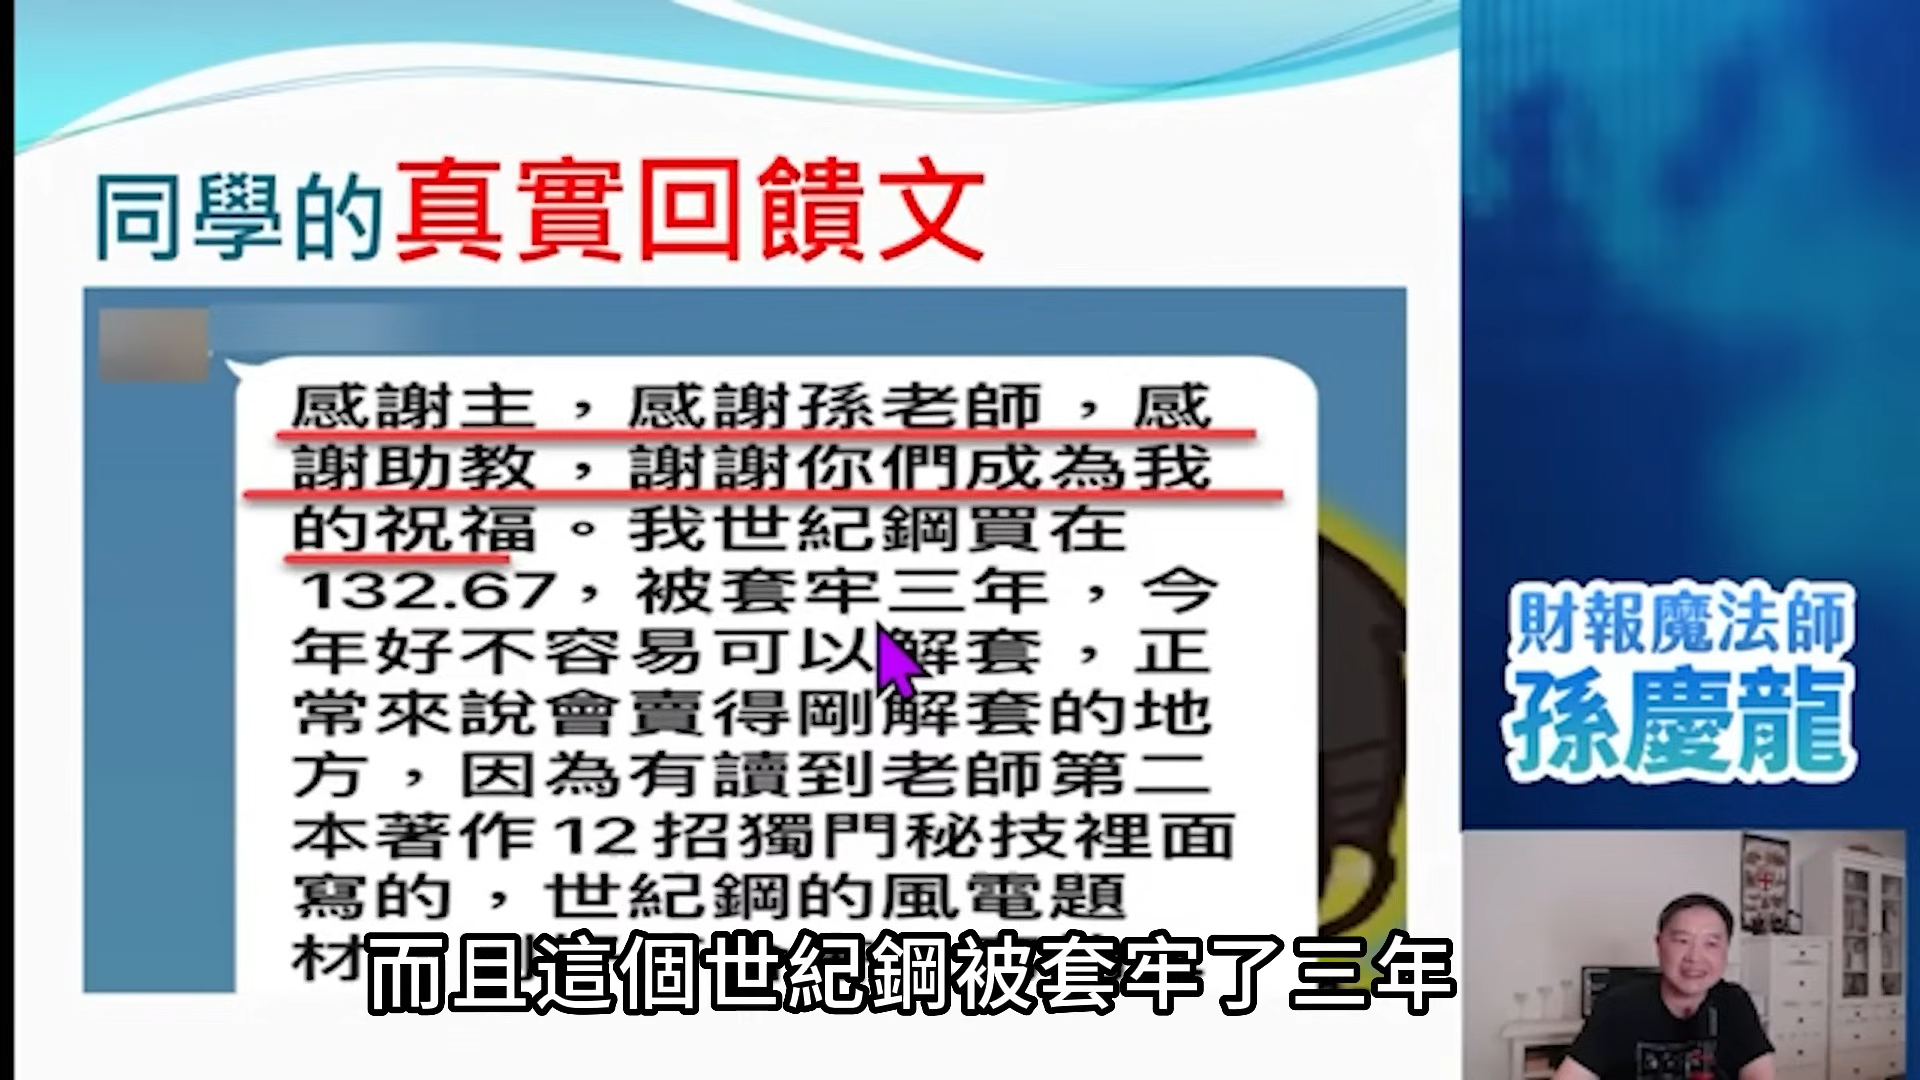 同學的真實回饋文
感謝主，感謝孫老師，感
謝助教，謝謝你們成為我
的祝福。我世紀鋼買在
132.67，被套牢三年，今
年好不容易可以解套，正
常來說會賣得剛解套的地
方，因為有讀到老師第二
本著作12招獨門秘技裡面
寫的，世紀鋼的風電題
材
而且這個世紀鋼被套牢了三年
財報魔法師
孫慶龍